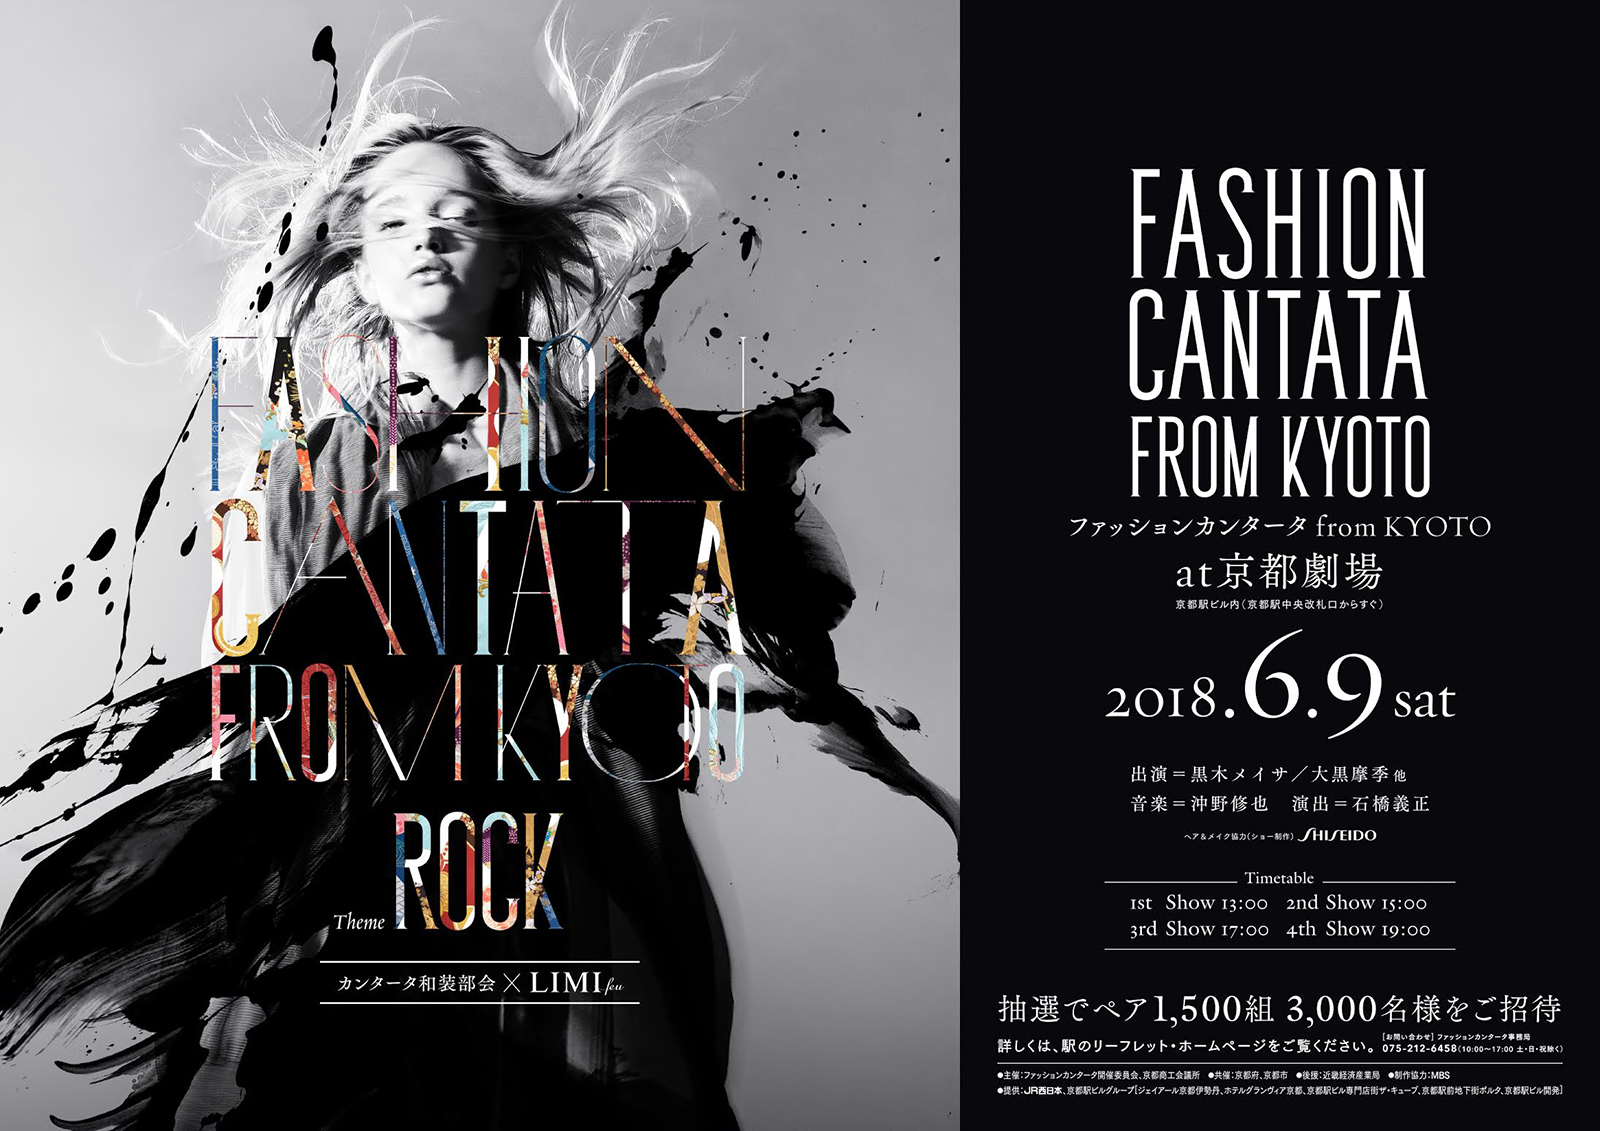 FASHION
CANTATA
FROM KYOTO
Theme ROCK
カンタータ和装部会×LIMI feu
FASHION
CANTATA
FROM KYOTO
ファッションカンタータ from KYOTO
at京都劇場
京都駅ビル内（京都駅中央改札口からすぐ）
2018.6.9 sat
出演＝黒木メイサ／大黒摩季 他
音楽＝沖野修也　演出＝石橋義正
ヘア＆メイク協力（ショー制作） SHISEIDO
Timetable
1st Show 13:00 2nd Show 15:00
3rd Show 17:00 4th Show 19:00
抽選でペア1,500組 3,000名様をご招待
詳しくは、駅のリーフレット・ホームページをご覧ください。
［お問い合わせ］ファッションカンタータ事務局
075-212-6458（10:00〜17:00 土・日・祝除く）
●主催：ファッションカンタータ開催委員会、京都商工会議所 ●共催：京都府、京都市 ●後援：近畿経済産業局 ●制作協力：MBS
●提供：JR西日本、京都駅ビルグループ［ジェイアール京都伊勢丹、ホテルグランヴィア京都、京都駅ビル専門店街ザ・キューブ、京都駅前地下街ポルタ、京都駅ビル開発］